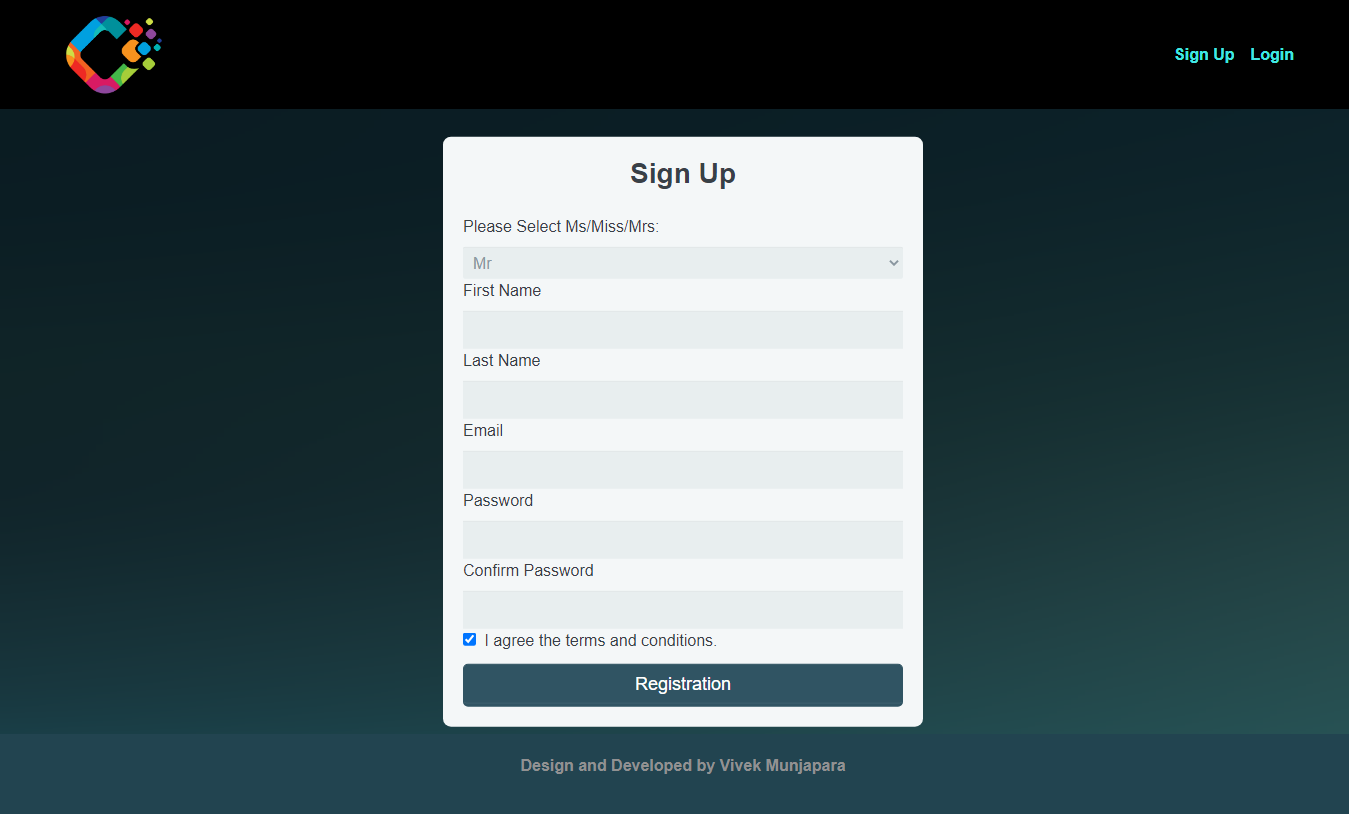 Sign Up Login
Sign Up
Please Select Ms/Miss/Mrs:
Mr
First Name
Last Name
Email
Password
Confirm Password
I agree the terms and conditions.
Registration
Design and Developed by Vivek Munjapara